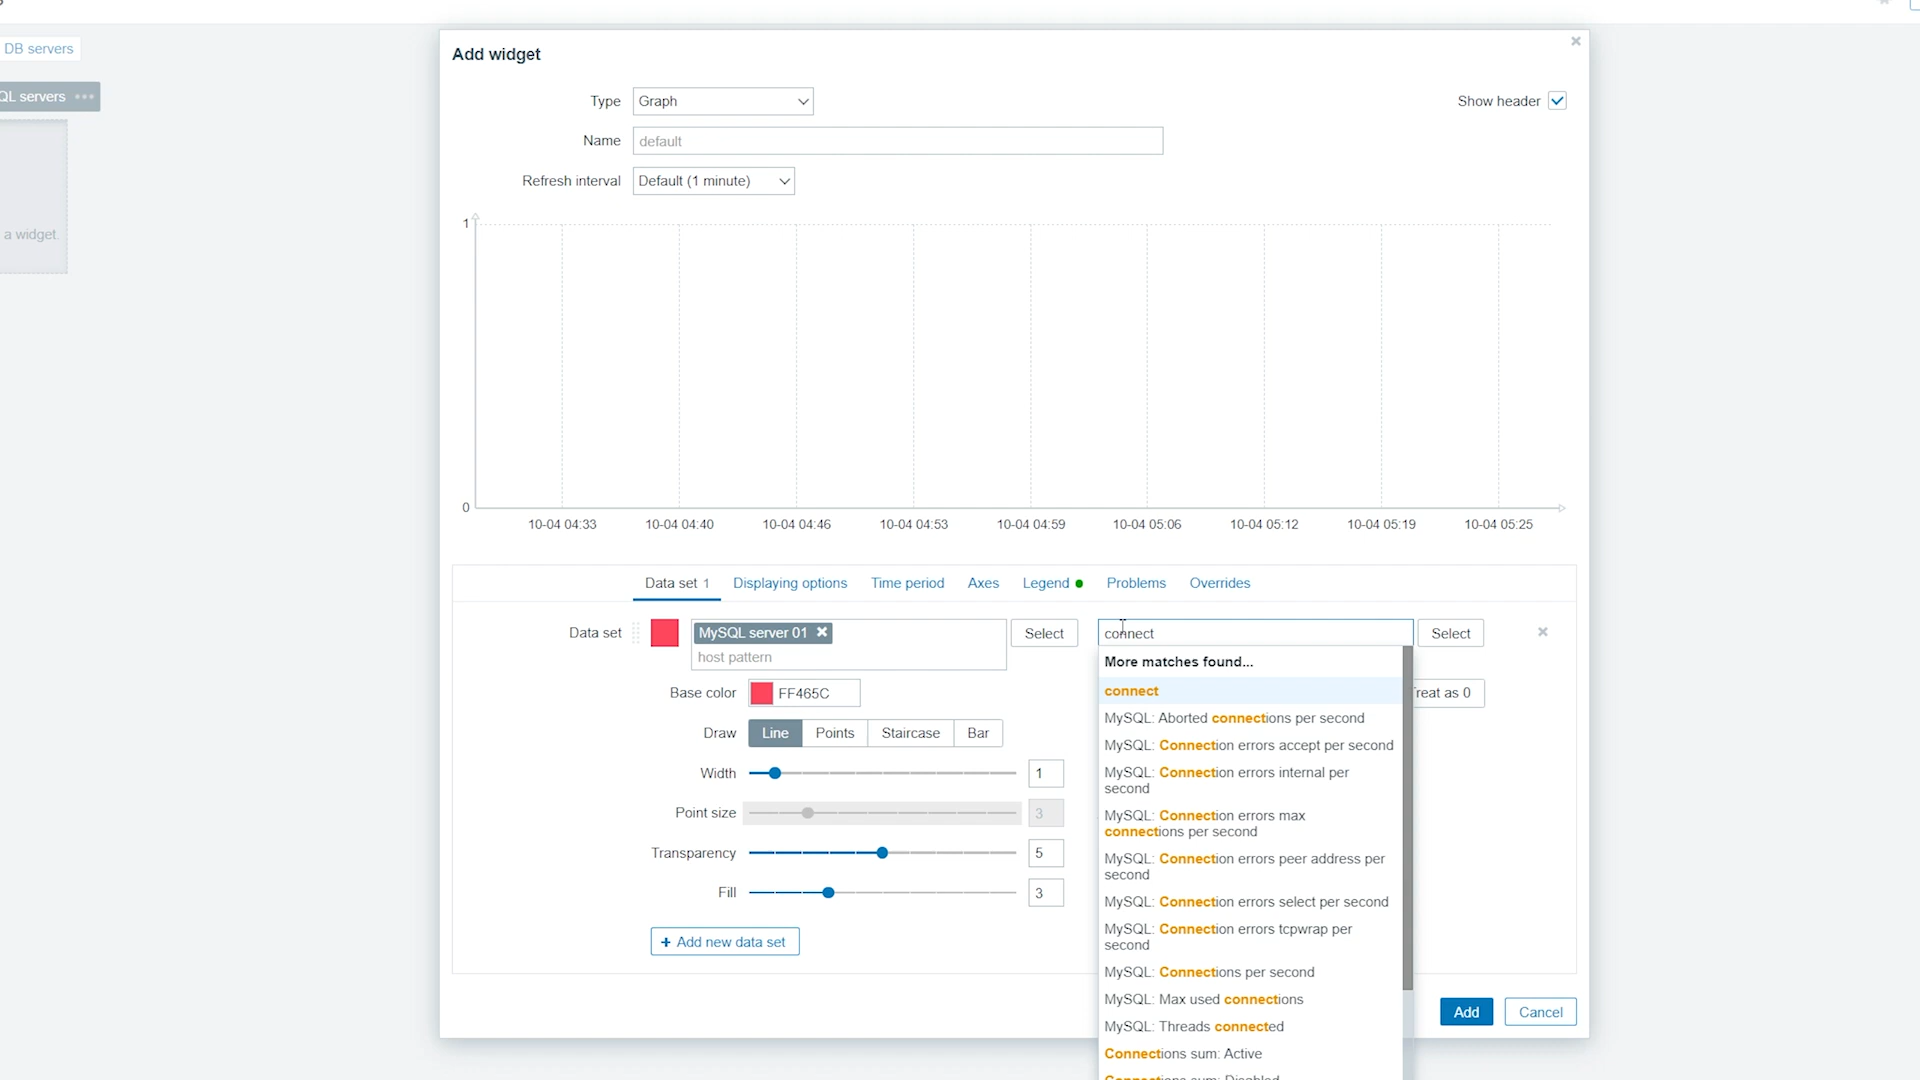 DB servers
QL servers
a widget.
Add widget
Type
Graph
Show header
Name
default
Refresh interval
Default (1 minute)
1
0
10-04 04:33
10-04 04:40
10-04 04:46
10-04 04:53
10-04 04:59
10-04 05:06
10-04 05:12
10-04 05:19
10-04 05:25
Data set 1
Displaying options
Time period
Axes
Legend
Problems
Overrides
Data set
MySQL server 01
host pattern
Select
connect
Select
More matches found...
connect
MySQL: Aborted connections per second
MySQL: Connection errors accept per second
MySQL: Connection errors internal per
second
MySQL: Connection errors max
connections per second
MySQL: Connection errors peer address per
second
MySQL: Connection errors select per second
MySQL: Connection errors tcpwrap per
second
MySQL: Connections per second
MySQL: Max used connections
MySQL: Threads connected
Connections sum: Active
Connections sum: Disabled
Treat as 0
Base color
FF465C
Draw
Line
Points
Staircase
Bar
Width
1
Point size
3
Transparency
5
Fill
3
+ Add new data set
Add
Cancel